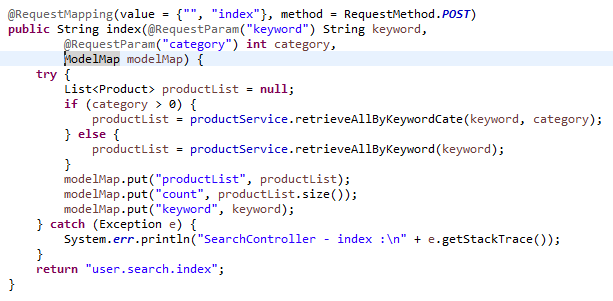 @RequestMapping(value = {"", "index"}, method = RequestMethod.POST)
public String index(@RequestParam("keyword") String keyword,
        @RequestParam("category") int category,
        ModelMap modelMap) {
    try {
        List<Product> productList = null;
        if (category > 0) {
            productList = productService.retrieveAllByKeywordCate(keyword, category);
        } else {
            productList = productService.retrieveAllByKeyword(keyword);
        }
        modelMap.put("productList", productList);
        modelMap.put("count", productList.size());
        modelMap.put("keyword", keyword);
    } catch (Exception e) {
        System.err.println("SearchController - index :\n" + e.getStackTrace());
    }
    return "user.search.index";
}